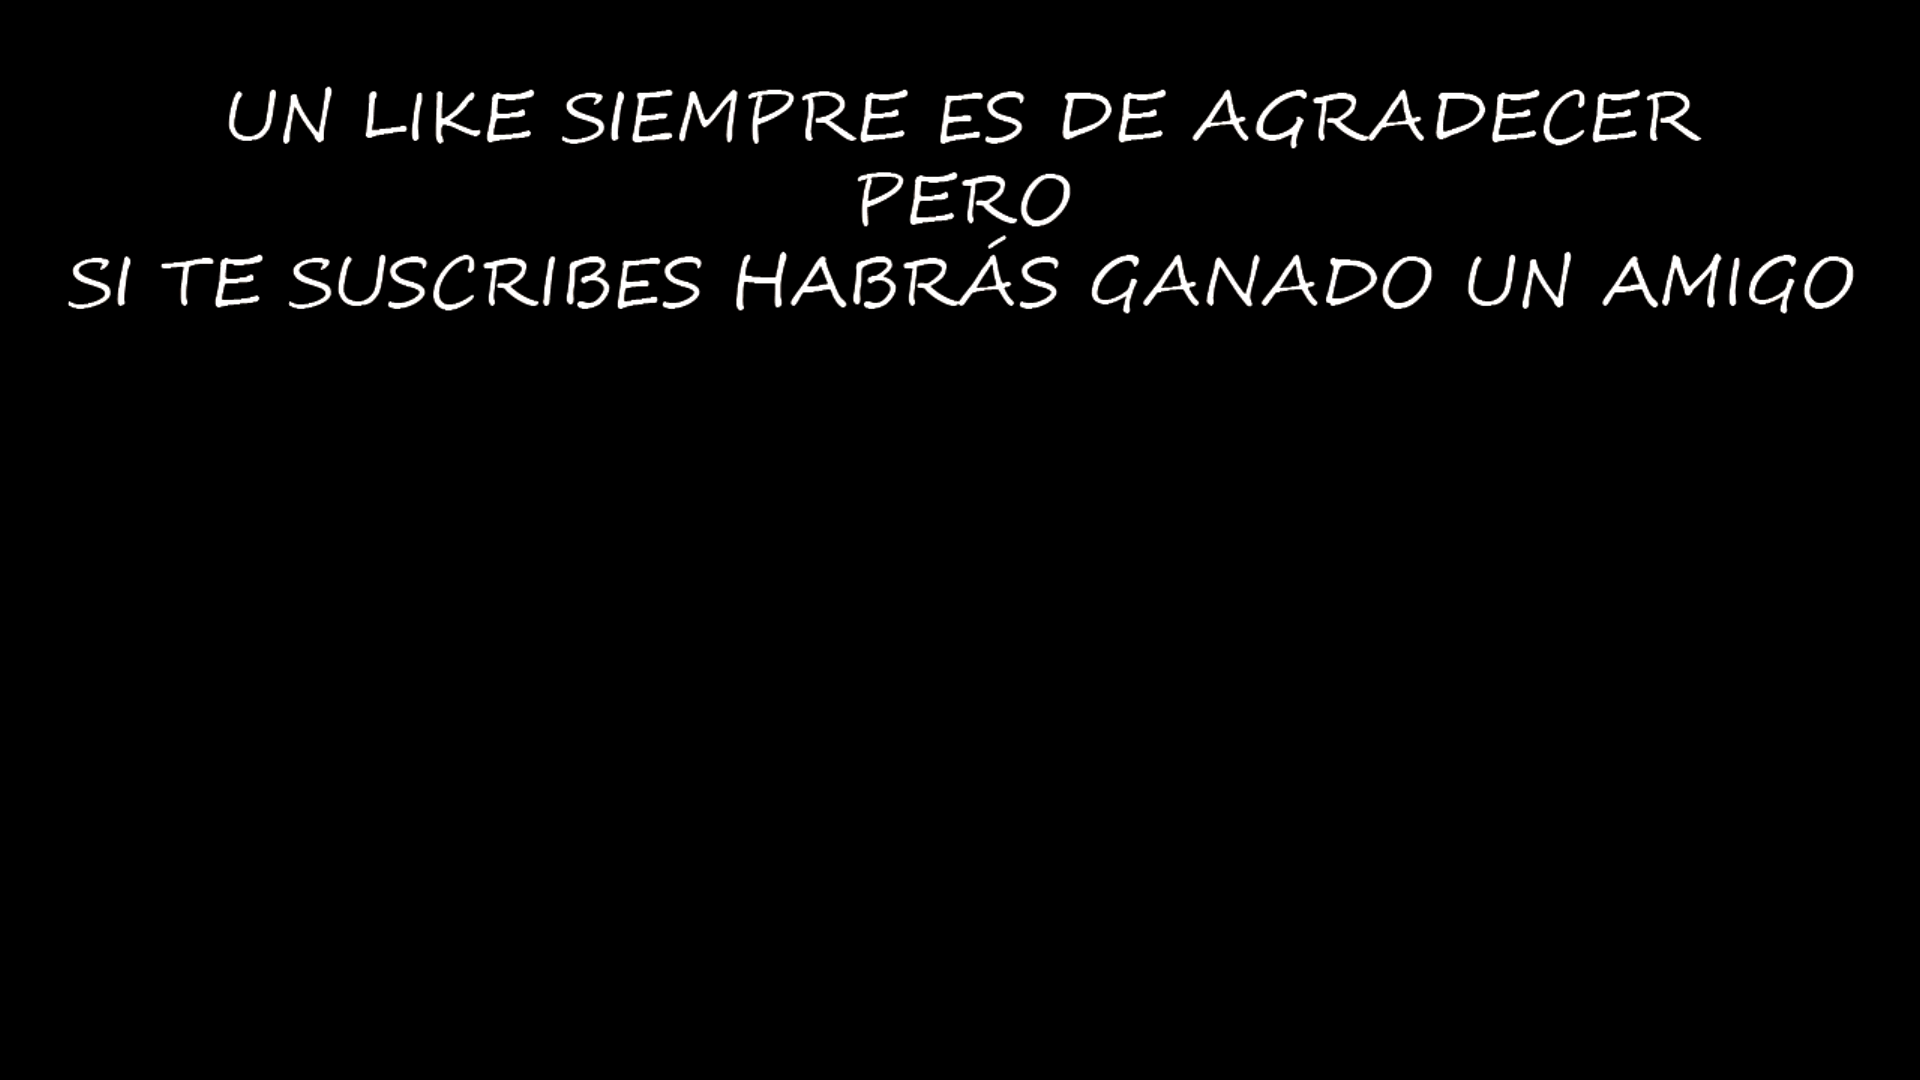 UN LIKE SIEMPRE ES DE AGRADECER
PERO
SI TE SUSCRIBES HABRÁS GANADO UN AMIGO